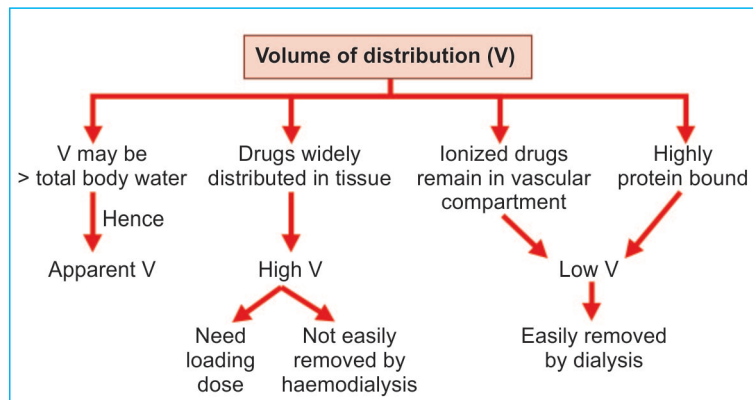 Volume of distribution (V)
V may be
> total body water
Hence
Apparent V
Drugs widely
distributed in tissue
High V
Need
loading
dose
Not easily
removed by
haemodialysis
Ionized drugs
remain in vascular
compartment
Highly
protein bound
Low V
Easily removed
by dialysis